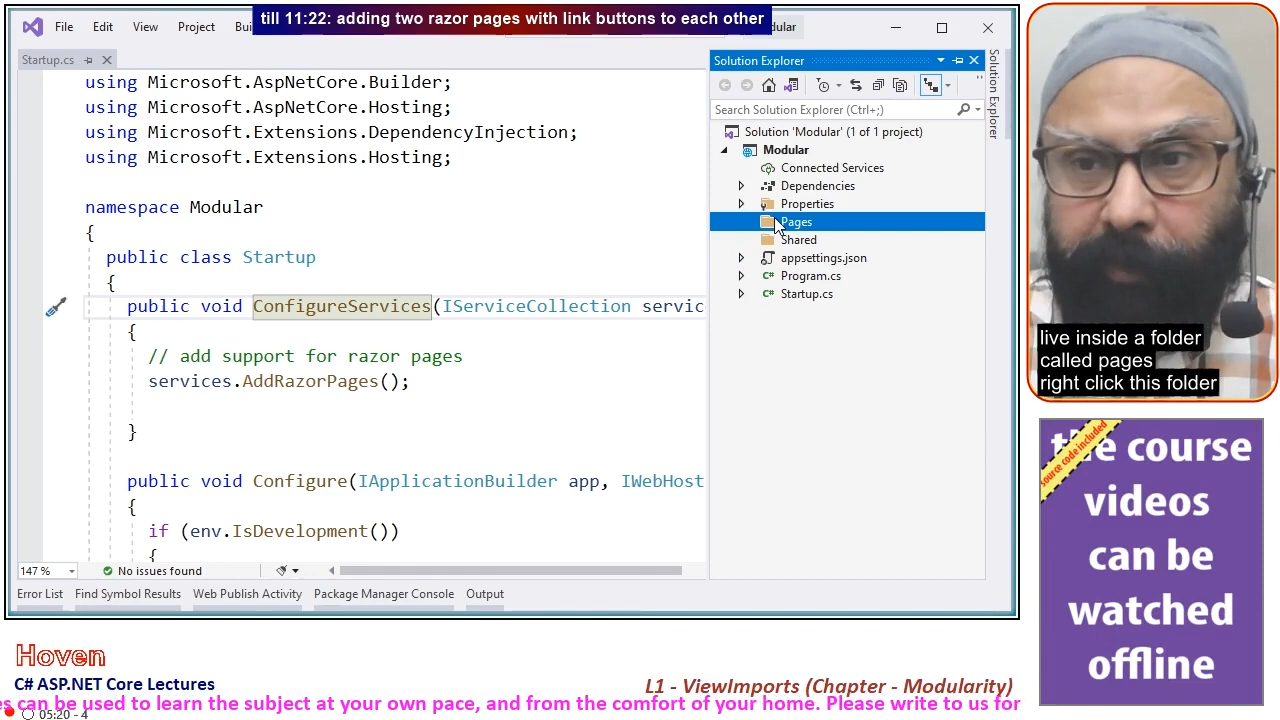 till 11:22: adding two razor pages with link buttons to each other
File Edit View Project Bui
dular
Startup.cs
using Microsoft.AspNetCore.Builder;
using Microsoft.AspNetCore.Hosting;
using Microsoft.Extensions.DependencyInjection;
using Microsoft.Extensions.Hosting;
namespace Modular
{
public class Startup
{
public void ConfigureServices(IServiceCollection servic
{
// add support for razor pages
services.AddRazorPages();
}
public void Configure(IApplicationBuilder app, IWebHost
{
if (env.IsDevelopment())
{
147 % No issues found
Error List Find Symbol Results Web Publish Activity Package Manager Console Output
Solution Explorer
Search Solution Explorer (Ctrl+;)
Solution 'Modular' (1 of 1 project)
Modular
Connected Services
Dependencies
Properties
Pages
Shared
appsettings.json
C# Program.cs
C# Startup.cs
Solution Explorer
live inside a folder
called pages
right click this folder
source code included
the course
videos
can be
watched
offline
Hoven
C# ASP.NET Core Lectures
L1 - ViewImports (Chapter - Modularity)
es can be used to learn the subject at your own pace, and from the comfort of your home. Please write to us for
05:20 - 4